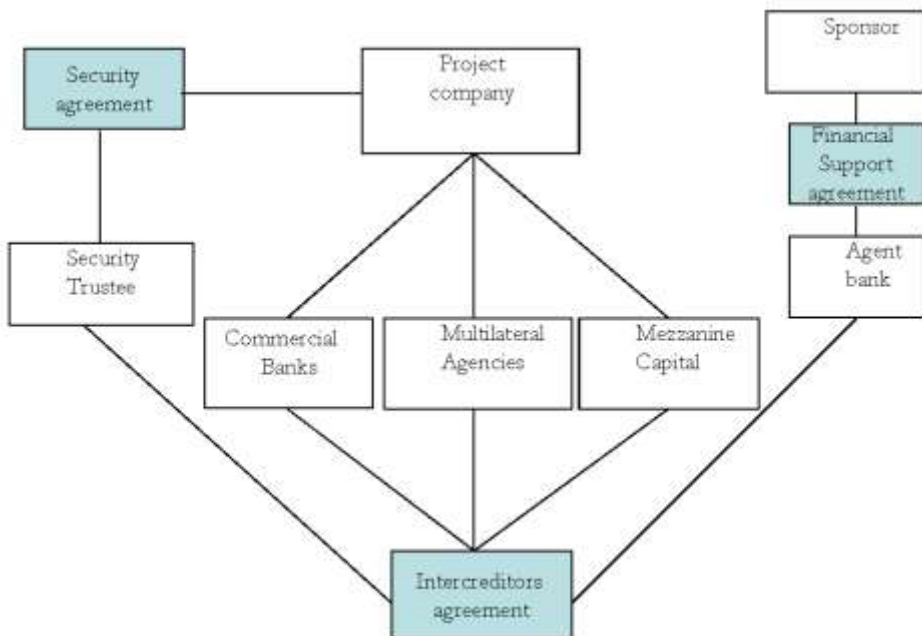 Sponsor
Security
agreement
Project
company
Financial
Support
agreement
Security
Trustee
Agent
bank
Commercial
Banks
Multilateral
Agencies
Mezzanine
Capital
Intercreditors
agreement